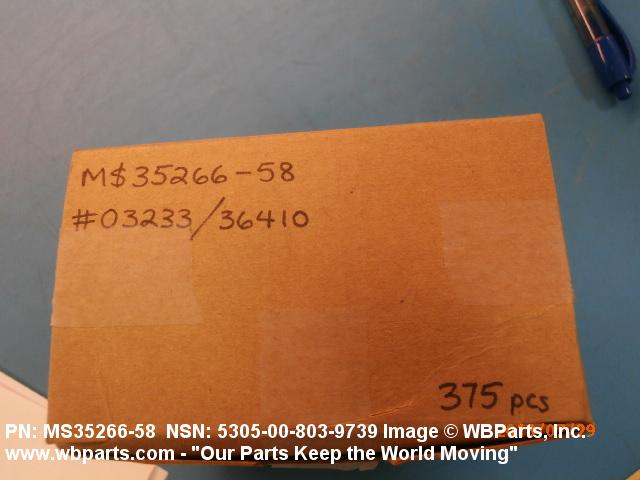 M$35266-58
#03233/36410
375 pcs
PN: MS35266-58 NSN: 5305-00-803-9739 Image © WBParts, Inc.
www.wbparts.com - "Our Parts Keep the World Moving"